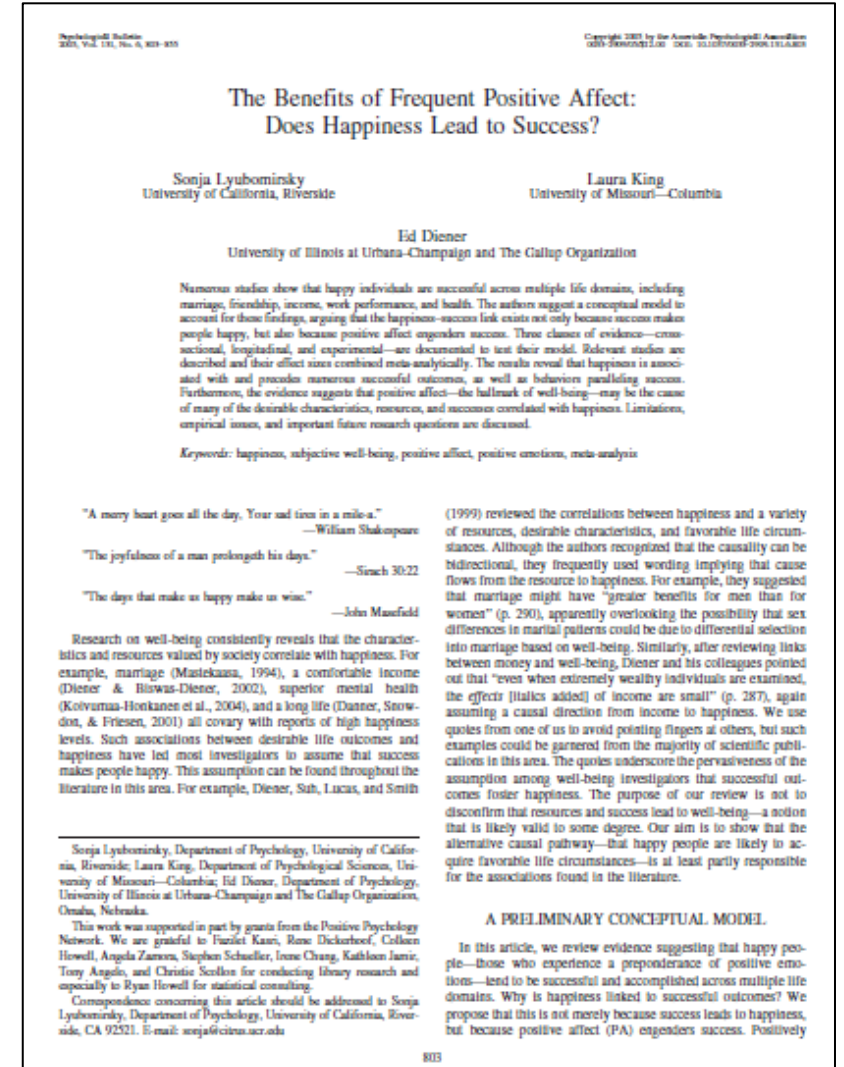 Psychological Bulletin
2005, Vol. 131, No. 6, 803–855
Copyright 2005 by the American Psychological Association
0033-2909/05/$12.00 DOI: 10.1037/0033-2909.131.6.803
The Benefits of Frequent Positive Affect:
Does Happiness Lead to Success?
Sonja Lyubomirsky
University of California, Riverside
Laura King
University of Missouri—Columbia
Ed Diener
University of Illinois at Urbana–Champaign and The Gallup Organization
Numerous studies show that happy individuals are successful across multiple life domains, including
marriage, friendship, income, work performance, and health. The authors suggest a conceptual model to
account for these findings, arguing that the happiness–success link exists not only because success makes
people happy, but also because positive affect engenders success. Three classes of evidence—cross-
sectional, longitudinal, and experimental—are documented to test their model. Relevant studies are
described and their effect sizes combined meta-analytically. The results reveal that happiness is associ-
ated with and precedes numerous successful outcomes, as well as behaviors paralleling success.
Furthermore, the evidence suggests that positive affect—the hallmark of well-being—may be the cause
of many of the desirable characteristics, resources, and successes correlated with happiness. Limitations,
empirical issues, and important future research questions are discussed.
Keywords: happiness, subjective well-being, positive affect, positive emotions, meta-analysis
"A merry heart goes all the day, Your sad tires in a mile-a."
—William Shakespeare
"The joyfulness of a man prolongeth his days."
—Sirach 30:22
"The days that make us happy make us wise."
—John Masefield
Research on well-being consistently reveals that the character-
istics and resources valued by society correlate with happiness. For
example, marriage (Mastekaasa, 1994), a comfortable income
(Diener & Biswas-Diener, 2002), superior mental health
(Koivumaa-Honkanen et al., 2004), and a long life (Danner, Snow-
don, & Friesen, 2001) all covary with reports of high happiness
levels. Such associations between desirable life outcomes and
happiness have led most investigators to assume that success
makes people happy. This assumption can be found throughout the
literature in this area. For example, Diener, Suh, Lucas, and Smith
Sonja Lyubomirsky, Department of Psychology, University of Califor-
nia, Riverside; Laura King, Department of Psychological Sciences, Uni-
versity of Missouri—Columbia; Ed Diener, Department of Psychology,
University of Illinois at Urbana–Champaign and The Gallup Organization,
Omaha, Nebraska.
This work was supported in part by grants from the Positive Psychology
Network. We are grateful to Fazilet Kasri, Rene Dickerhoof, Colleen
Howell, Angela Zamora, Stephen Schueller, Irene Chung, Kathleen Jamir,
Tony Angelo, and Christie Scollon for conducting library research and
especially to Ryan Howell for statistical consulting.
Correspondence concerning this article should be addressed to Sonja
Lyubomirsky, Department of Psychology, University of California, River-
side, CA 92521. E-mail: sonja@citrus.ucr.edu
(1999) reviewed the correlations between happiness and a variety
of resources, desirable characteristics, and favorable life circum-
stances. Although the authors recognized that the causality can be
bidirectional, they frequently used wording implying that cause
flows from the resource to happiness. For example, they suggested
that marriage might have “greater benefits for men than for
women” (p. 290), apparently overlooking the possibility that sex
differences in marital patterns could be due to differential selection
into marriage based on well-being. Similarly, after reviewing links
between money and well-being, Diener and his colleagues pointed
out that “even when extremely wealthy individuals are examined,
the effects [italics added] of income are small” (p. 287), again
assuming a causal direction from income to happiness. We use
quotes from one of us to avoid pointing fingers at others, but such
examples could be garnered from the majority of scientific publi-
cations in this area. The quotes underscore the pervasiveness of the
assumption among well-being investigators that successful out-
comes foster happiness. The purpose of our review is not to
disconfirm that resources and success lead to well-being—a notion
that is likely valid to some degree. Our aim is to show that the
alternative causal pathway—that happy people are likely to ac-
quire favorable life circumstances—is at least partly responsible
for the associations found in the literature.
A PRELIMINARY CONCEPTUAL MODEL
In this article, we review evidence suggesting that happy peo-
ple—those who experience a preponderance of positive emo-
tions—tend to be successful and accomplished across multiple life
domains. Why is happiness linked to successful outcomes? We
propose that this is not merely because success leads to happiness,
but because positive affect (PA) engenders success. Positively
803